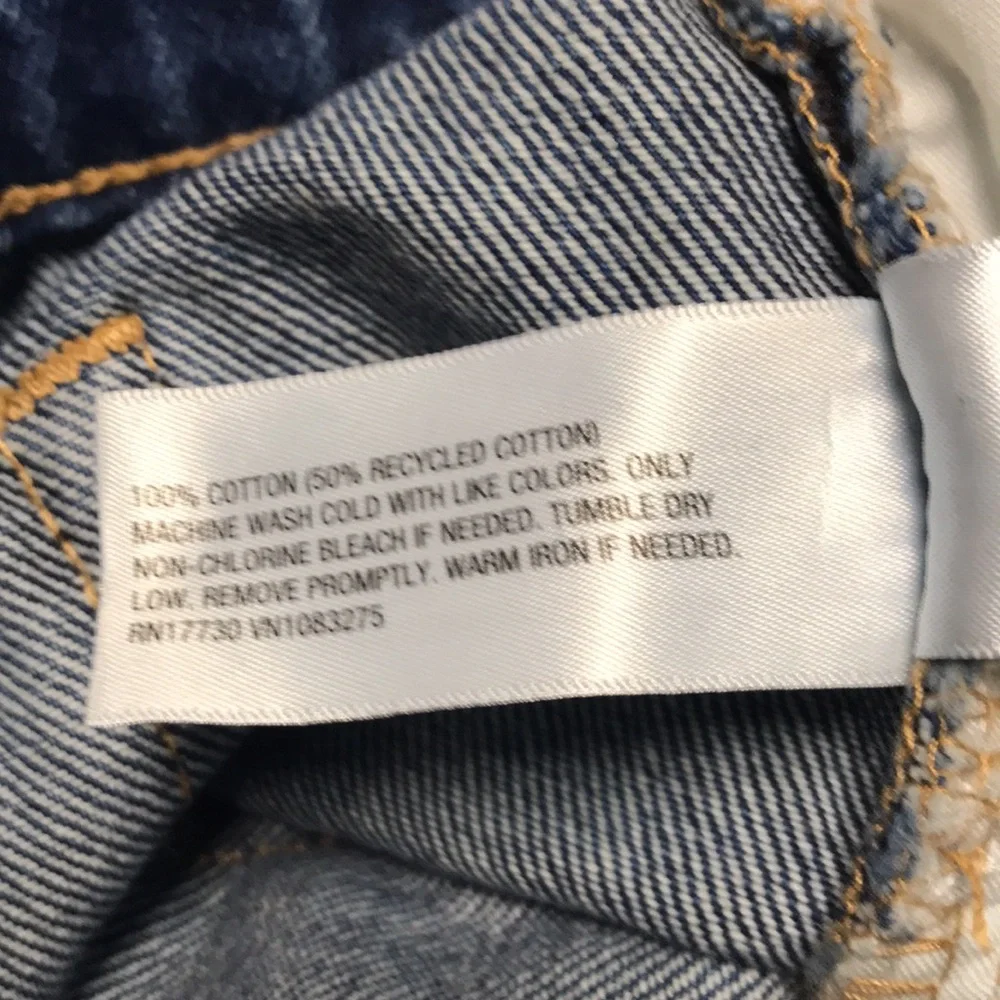 100% COTTON (50% RECYCLED COTTON)
MACHINE WASH COLD WITH LIKE COLORS. ONLY
NON-CHLORINE BLEACH IF NEEDED. TUMBLE DRY
LOW. REMOVE PROMPTLY. WARM IRON IF NEEDED.
RN17730 VN1083275